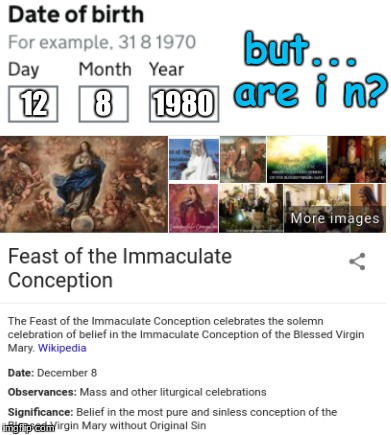 Date of birth
For example, 31 8 1970
but...
are i n?
Day Month Year
12 8 1980
More images
Feast of the Immaculate
Conception
The Feast of the Immaculate Conception celebrates the solemn
celebration of belief in the Immaculate Conception of the Blessed Virgin
Mary. Wikipedia
Date: December 8
Observances: Mass and other liturgical celebrations
Significance: Belief in the most pure and sinless conception of the
Blessed Virgin Mary without Original Sin
imgflip.com